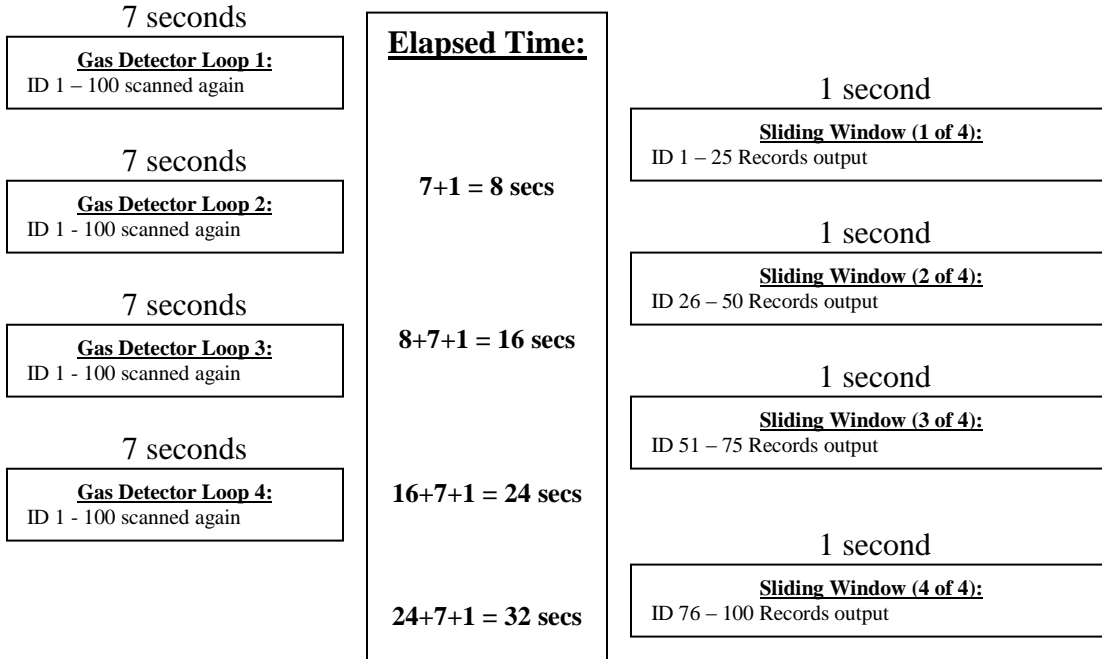 7 seconds
Gas Detector Loop 1:
ID 1 – 100 scanned again
7 seconds
Gas Detector Loop 2:
ID 1 - 100 scanned again
7 seconds
Gas Detector Loop 3:
ID 1 - 100 scanned again
7 seconds
Gas Detector Loop 4:
ID 1 - 100 scanned again
Elapsed Time:
7+1 = 8 secs
8+7+1 = 16 secs
16+7+1 = 24 secs
24+7+1 = 32 secs
1 second
Sliding Window (1 of 4):
ID 1 – 25 Records output
1 second
Sliding Window (2 of 4):
ID 26 – 50 Records output
1 second
Sliding Window (3 of 4):
ID 51 – 75 Records output
1 second
Sliding Window (4 of 4):
ID 76 – 100 Records output